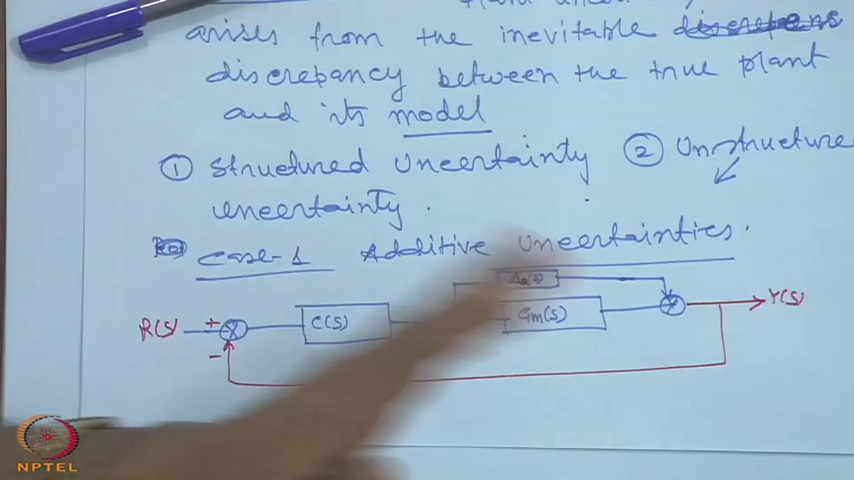 arises from the inevitable
discrepancy between the true plant
and its model
① Structured Uncertainty ② Unstructure
uncertainty.
Case-1 Additive Uncertainties.
Δa(s)
R(s) + C(s) Gm(s) Y(s)
-
NPTEL